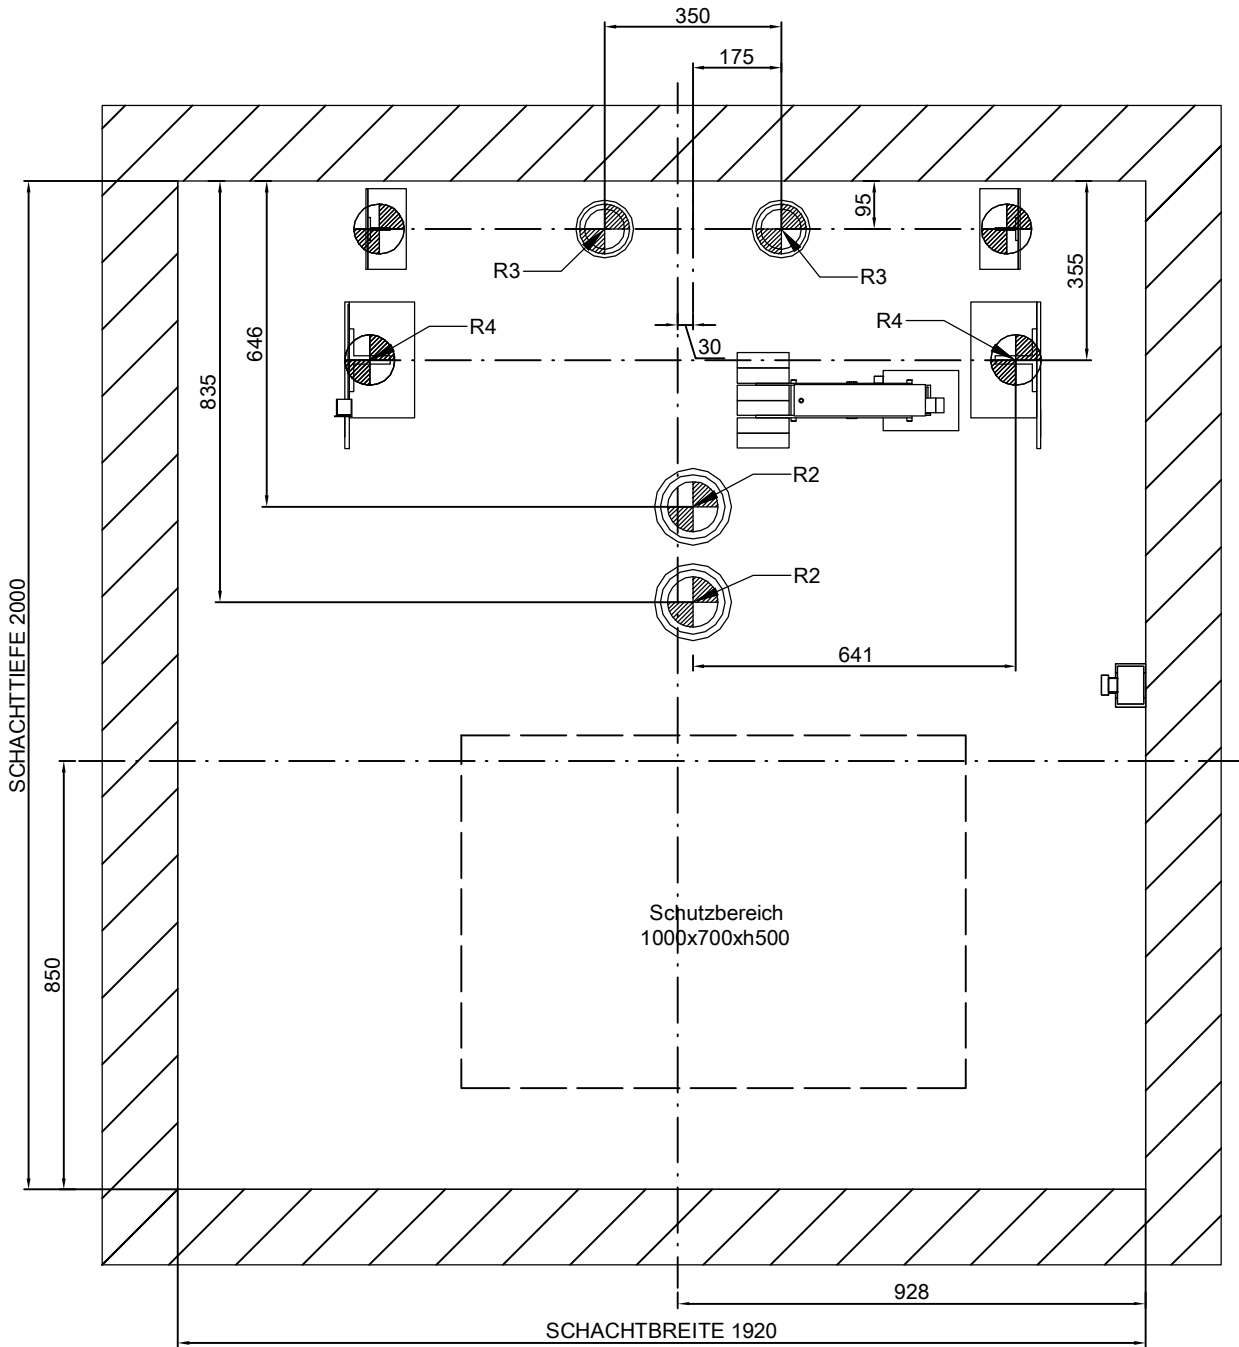 350
175
95
R3
R3
355
R4
R4
646
30
835
R2
R2
641
SCHACHTTIEFE 2000
Schutzbereich
1000x700xh500
850
928
SCHACHTBREITE 1920